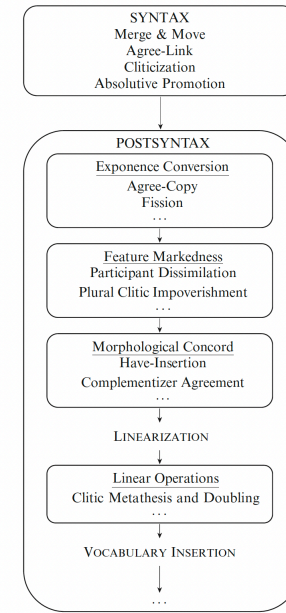 SYNTAX
Merge & Move
Agree-Link
Cliticization
Absolutive Promotion
POSTSYNTAX
Exponence Conversion
Agree-Copy
Fission
...
Feature Markedness
Participant Dissimilation
Plural Clitic Impoverishment
...
Morphological Concord
Have-Insertion
Complementizer Agreement
...
LINEARIZATION
Linear Operations
Clitic Metathesis and Doubling
...
VOCABULARY INSERTION
...